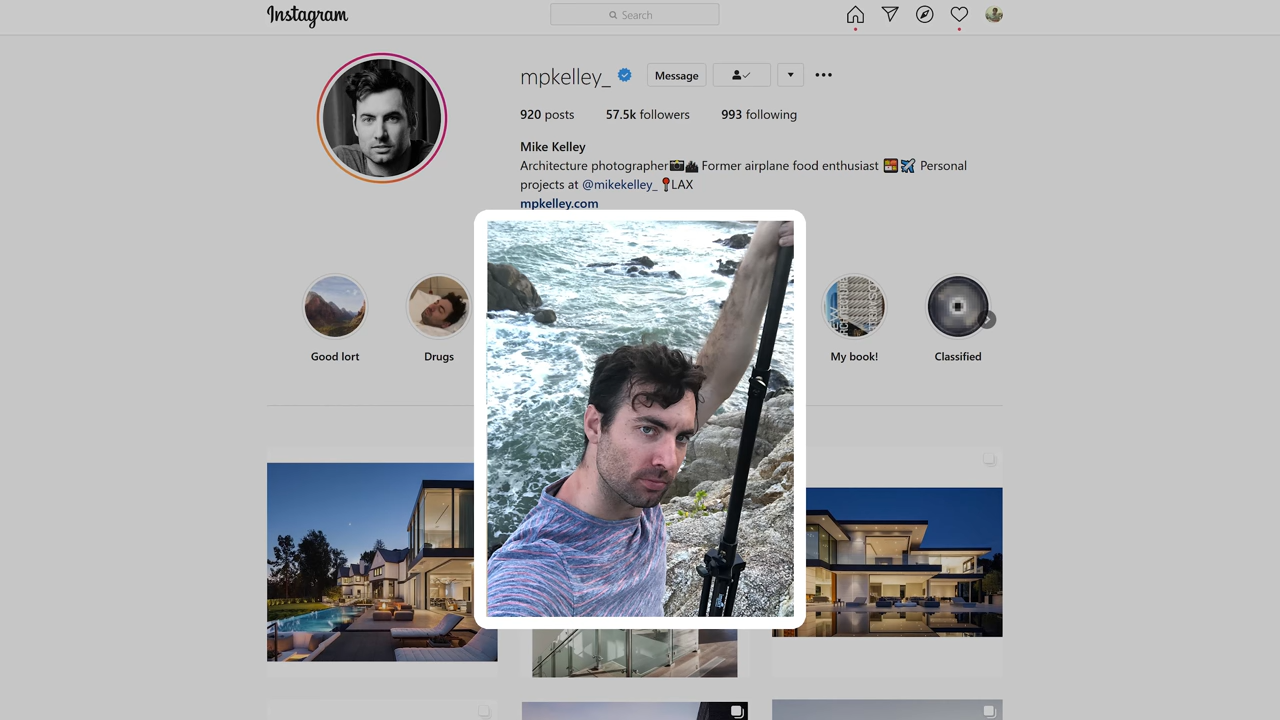 Instagram
Search
mpkelley_
Message
920 posts 57.5k followers 993 following
Mike Kelley
Architecture photographer📸🏙 Former airplane food enthusiast 🍱✈️ Personal
projects at @mikekelley_ 📍LAX
mpkelley.com
Good lort Drugs My book! Classified